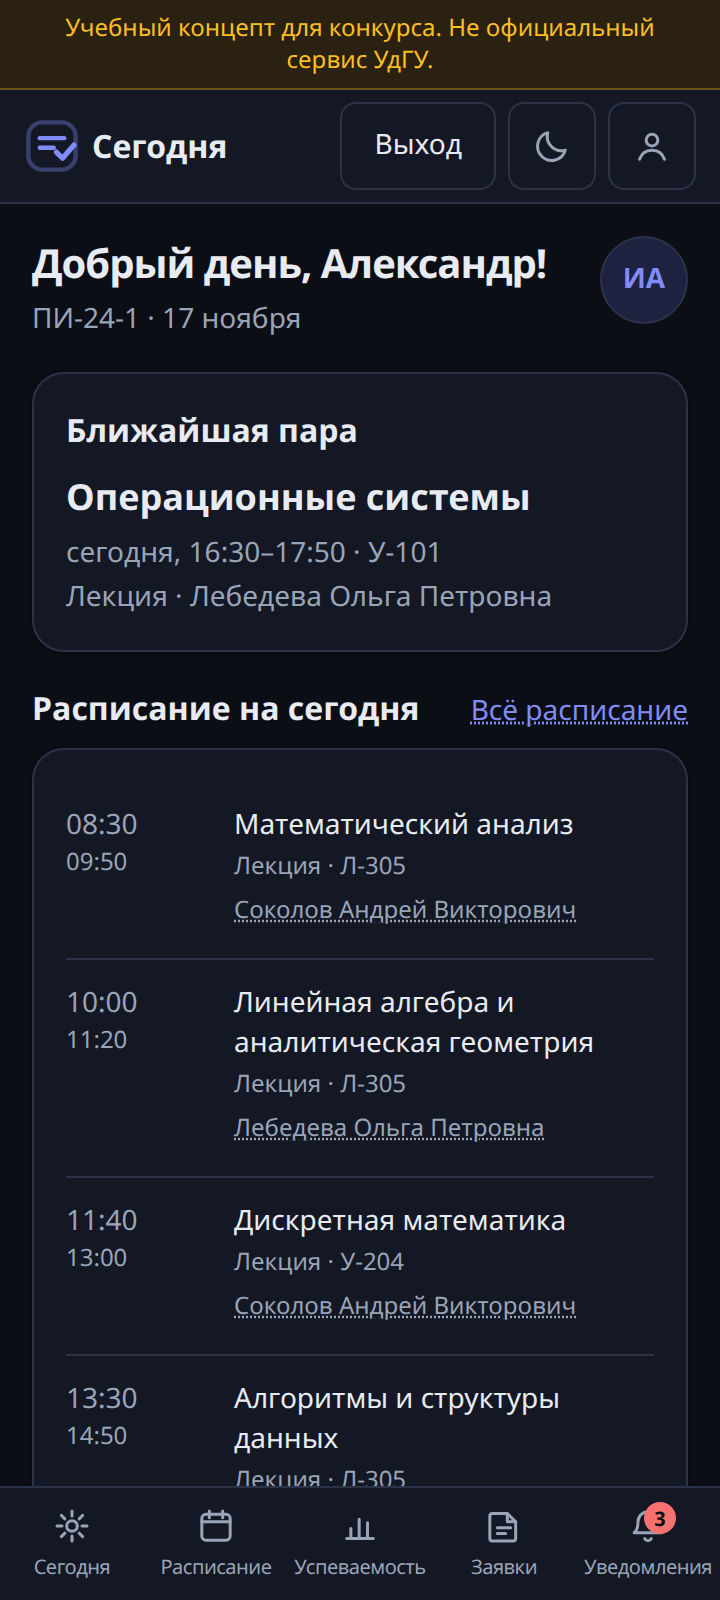 Учебный концепт для конкурса. Не официальный
сервис УдГУ.
Сегодня
Выход
Добрый день, Александр!
ИА
ПИ-24-1 · 17 ноября
Ближайшая пара
Операционные системы
сегодня, 16:30–17:50 · У-101
Лекция · Лебедева Ольга Петровна
Расписание на сегодня
Всё расписание
08:30
09:50
Математический анализ
Лекция · Л-305
Соколов Андрей Викторович
10:00
11:20
Линейная алгебра и
аналитическая геометрия
Лекция · Л-305
Лебедева Ольга Петровна
11:40
13:00
Дискретная математика
Лекция · У-204
Соколов Андрей Викторович
13:30
14:50
Алгоритмы и структуры
данных
Лекция · Л-305
3
Сегодня
Расписание
Успеваемость
Заявки
Уведомления